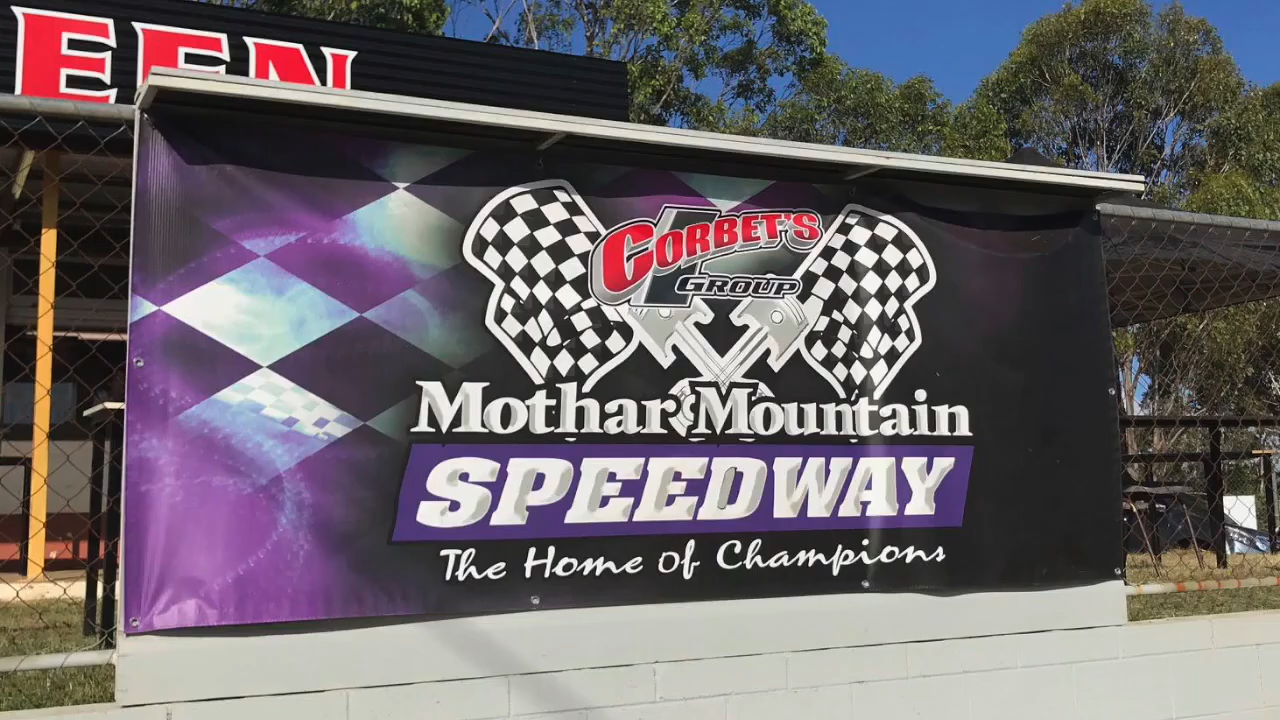 EEN
CORBET'S
GROUP
Mothar Mountain
SPEEDWAY
The Home of Champions